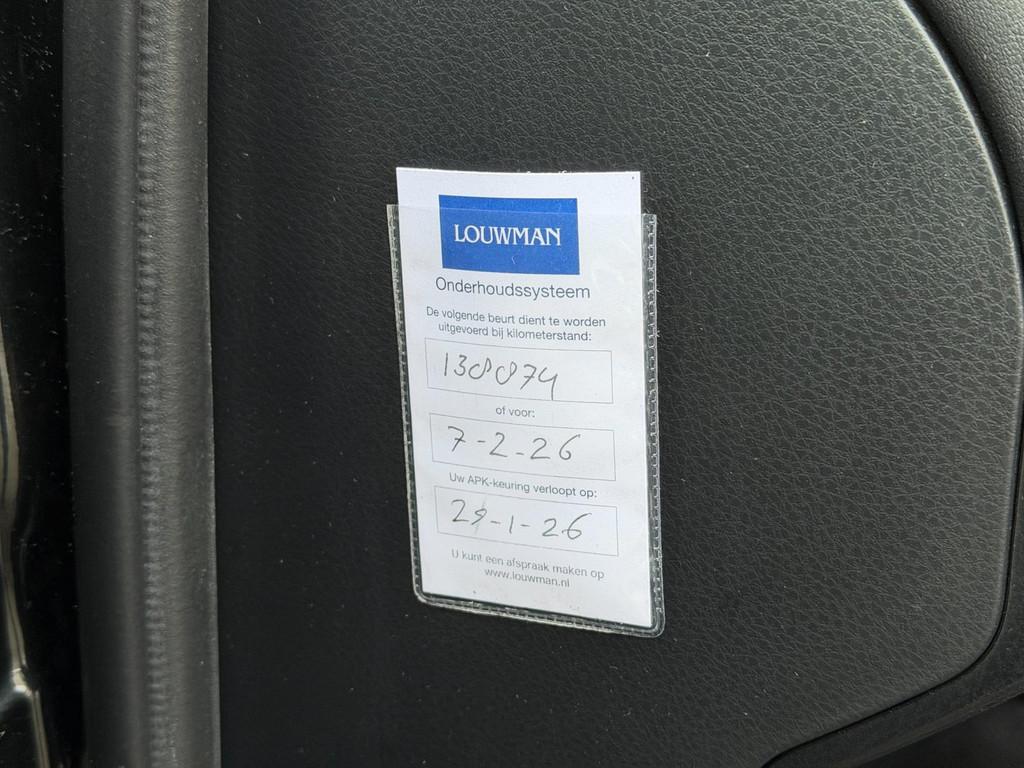 LOUWMAN
Onderhoudssysteem
De volgende beurt dient te worden
uitgevoerd bij kilometerstand:
130074
of voor:
7-2-26
Uw APK-keuring verloopt op:
29-1-26
U kunt een afspraak maken op
www.louwman.nl